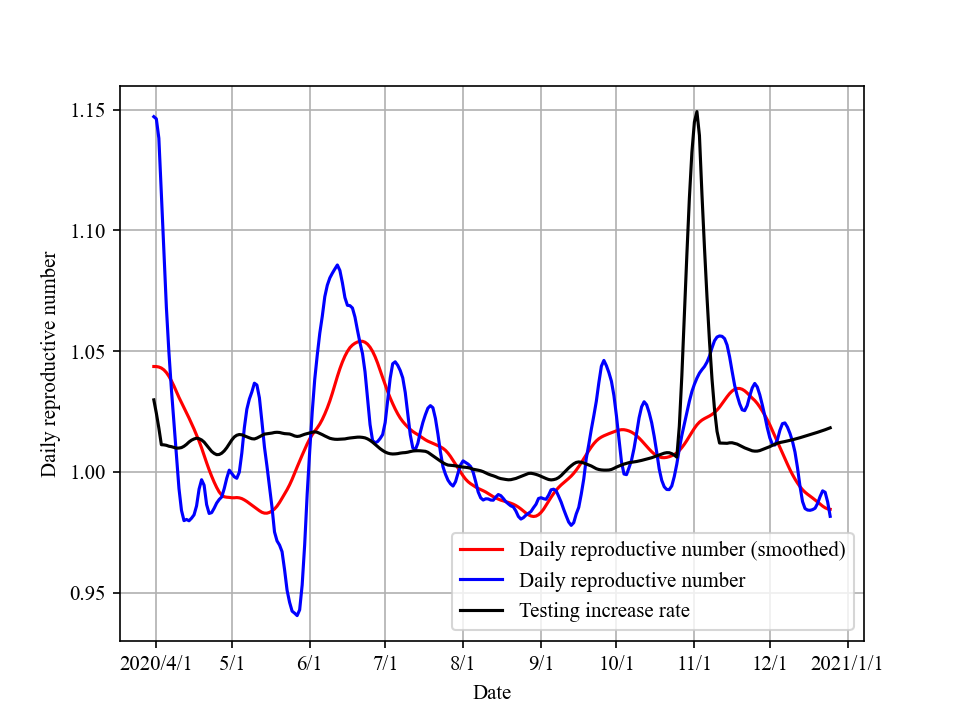 1.15
1.10
1.05
1.00
0.95
Daily reproductive number
Daily reproductive number (smoothed)
Daily reproductive number
Testing increase rate
2020/4/1 5/1 6/1 7/1 8/1 9/1 10/1 11/1 12/1 2021/1/1
Date